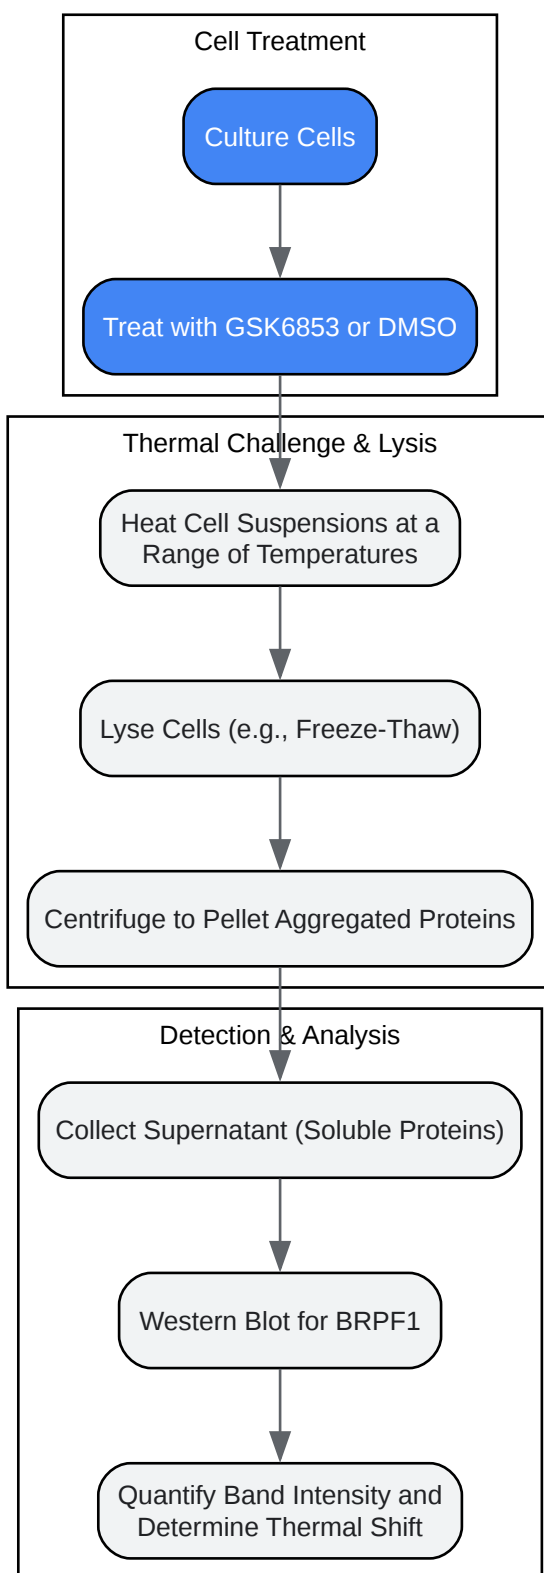 Cell Treatment
Culture Cells
Treat with GSK6853 or DMSO
Thermal Challenge & Lysis
Heat Cell Suspensions at a
Range of Temperatures
Lyse Cells (e.g., Freeze-Thaw)
Centrifuge to Pellet Aggregated Proteins
Detection & Analysis
Collect Supernatant (Soluble Proteins)
Western Blot for BRPF1
Quantify Band Intensity and
Determine Thermal Shift